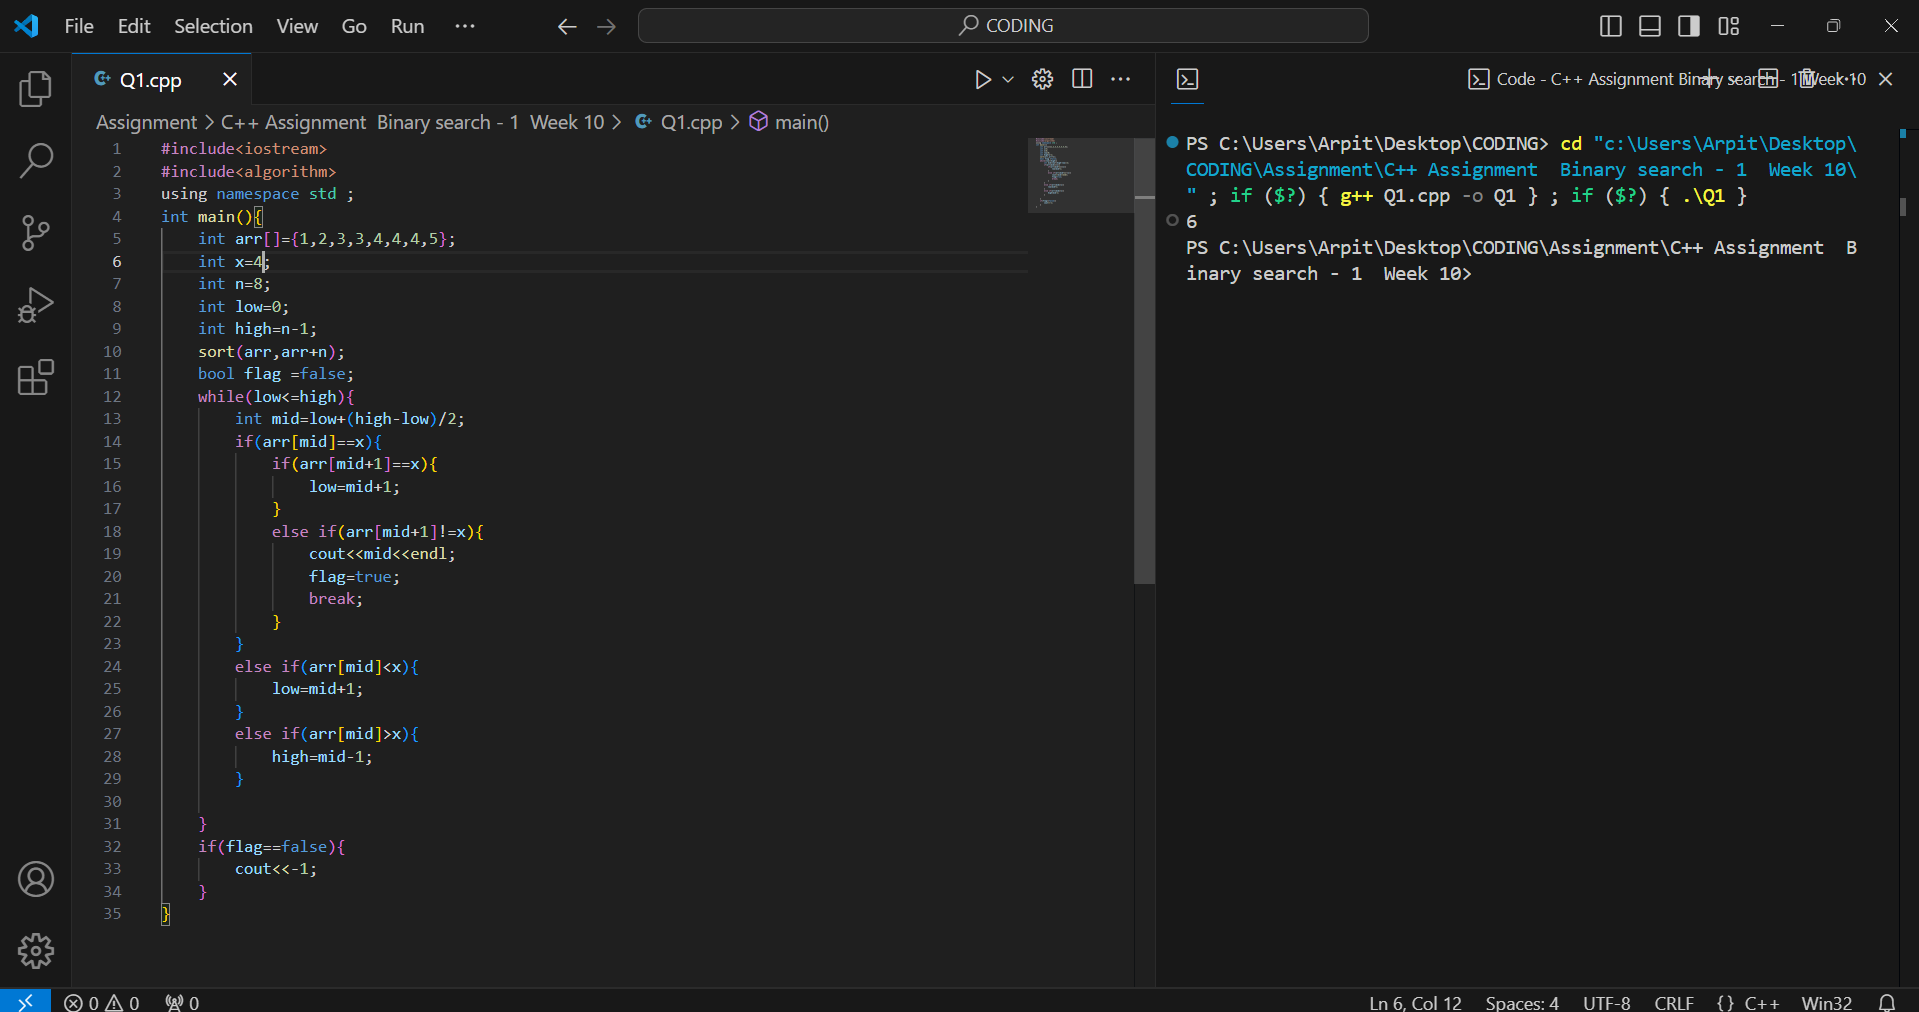 File Edit Selection View Go Run ··· CODING
Q1.cpp
Assignment > C++ Assignment Binary search - 1 Week 10 > Q1.cpp > main()
1 #include<iostream>
2 #include<algorithm>
3 using namespace std ;
4 int main(){
5 int arr[]={1,2,3,3,4,4,4,5};
6 int x=4;
7 int n=8;
8 int low=0;
9 int high=n-1;
10 sort(arr,arr+n);
11 bool flag =false;
12 while(low<=high){
13 int mid=low+(high-low)/2;
14 if(arr[mid]==x){
15 if(arr[mid+1]==x){
16 low=mid+1;
17 }
18 else if(arr[mid+1]!=x){
19 cout<<mid<<endl;
20 flag=true;
21 break;
22 }
23 }
24 else if(arr[mid]<x){
25 low=mid+1;
26 }
27 else if(arr[mid]>x){
28 high=mid-1;
29 }
30
31 }
32 if(flag==false){
33 cout<<-1;
34 }
35 }
Code - C++ Assignment Binary search - 1 Week 10
PS C:\Users\Arpit\Desktop\CODING> cd "c:\Users\Arpit\Desktop\
CODING\Assignment\C++ Assignment  Binary search - 1  Week 10\
" ; if ($?) { g++ Q1.cpp -o Q1 } ; if ($?) { .\Q1 }
6
PS C:\Users\Arpit\Desktop\CODING\Assignment\C++ Assignment  B
inary search - 1  Week 10>
0 0 0 Ln 6, Col 12 Spaces: 4 UTF-8 CRLF {} C++ Win32